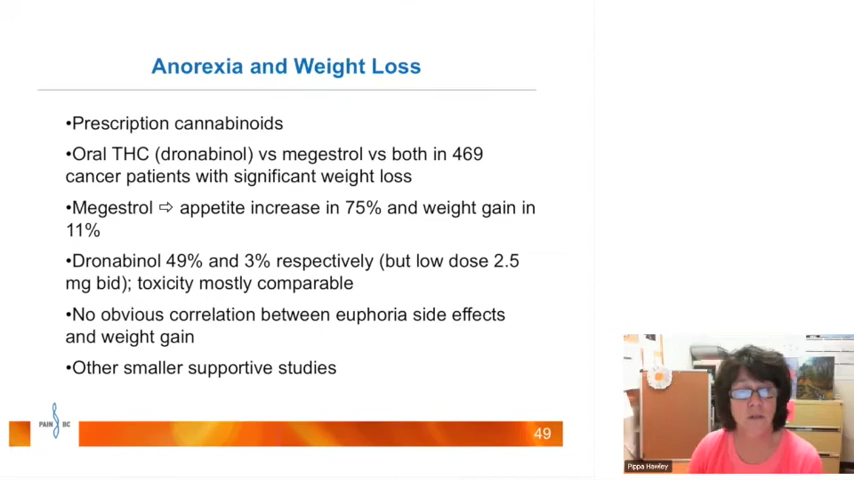 Anorexia and Weight Loss
•Prescription cannabinoids
•Oral THC (dronabinol) vs megestrol vs both in 469
cancer patients with significant weight loss
•Megestrol ⇨ appetite increase in 75% and weight gain in
11%
•Dronabinol 49% and 3% respectively (but low dose 2.5
mg bid); toxicity mostly comparable
•No obvious correlation between euphoria side effects
and weight gain
•Other smaller supportive studies
PAIN BC
49
Pippa Hawley